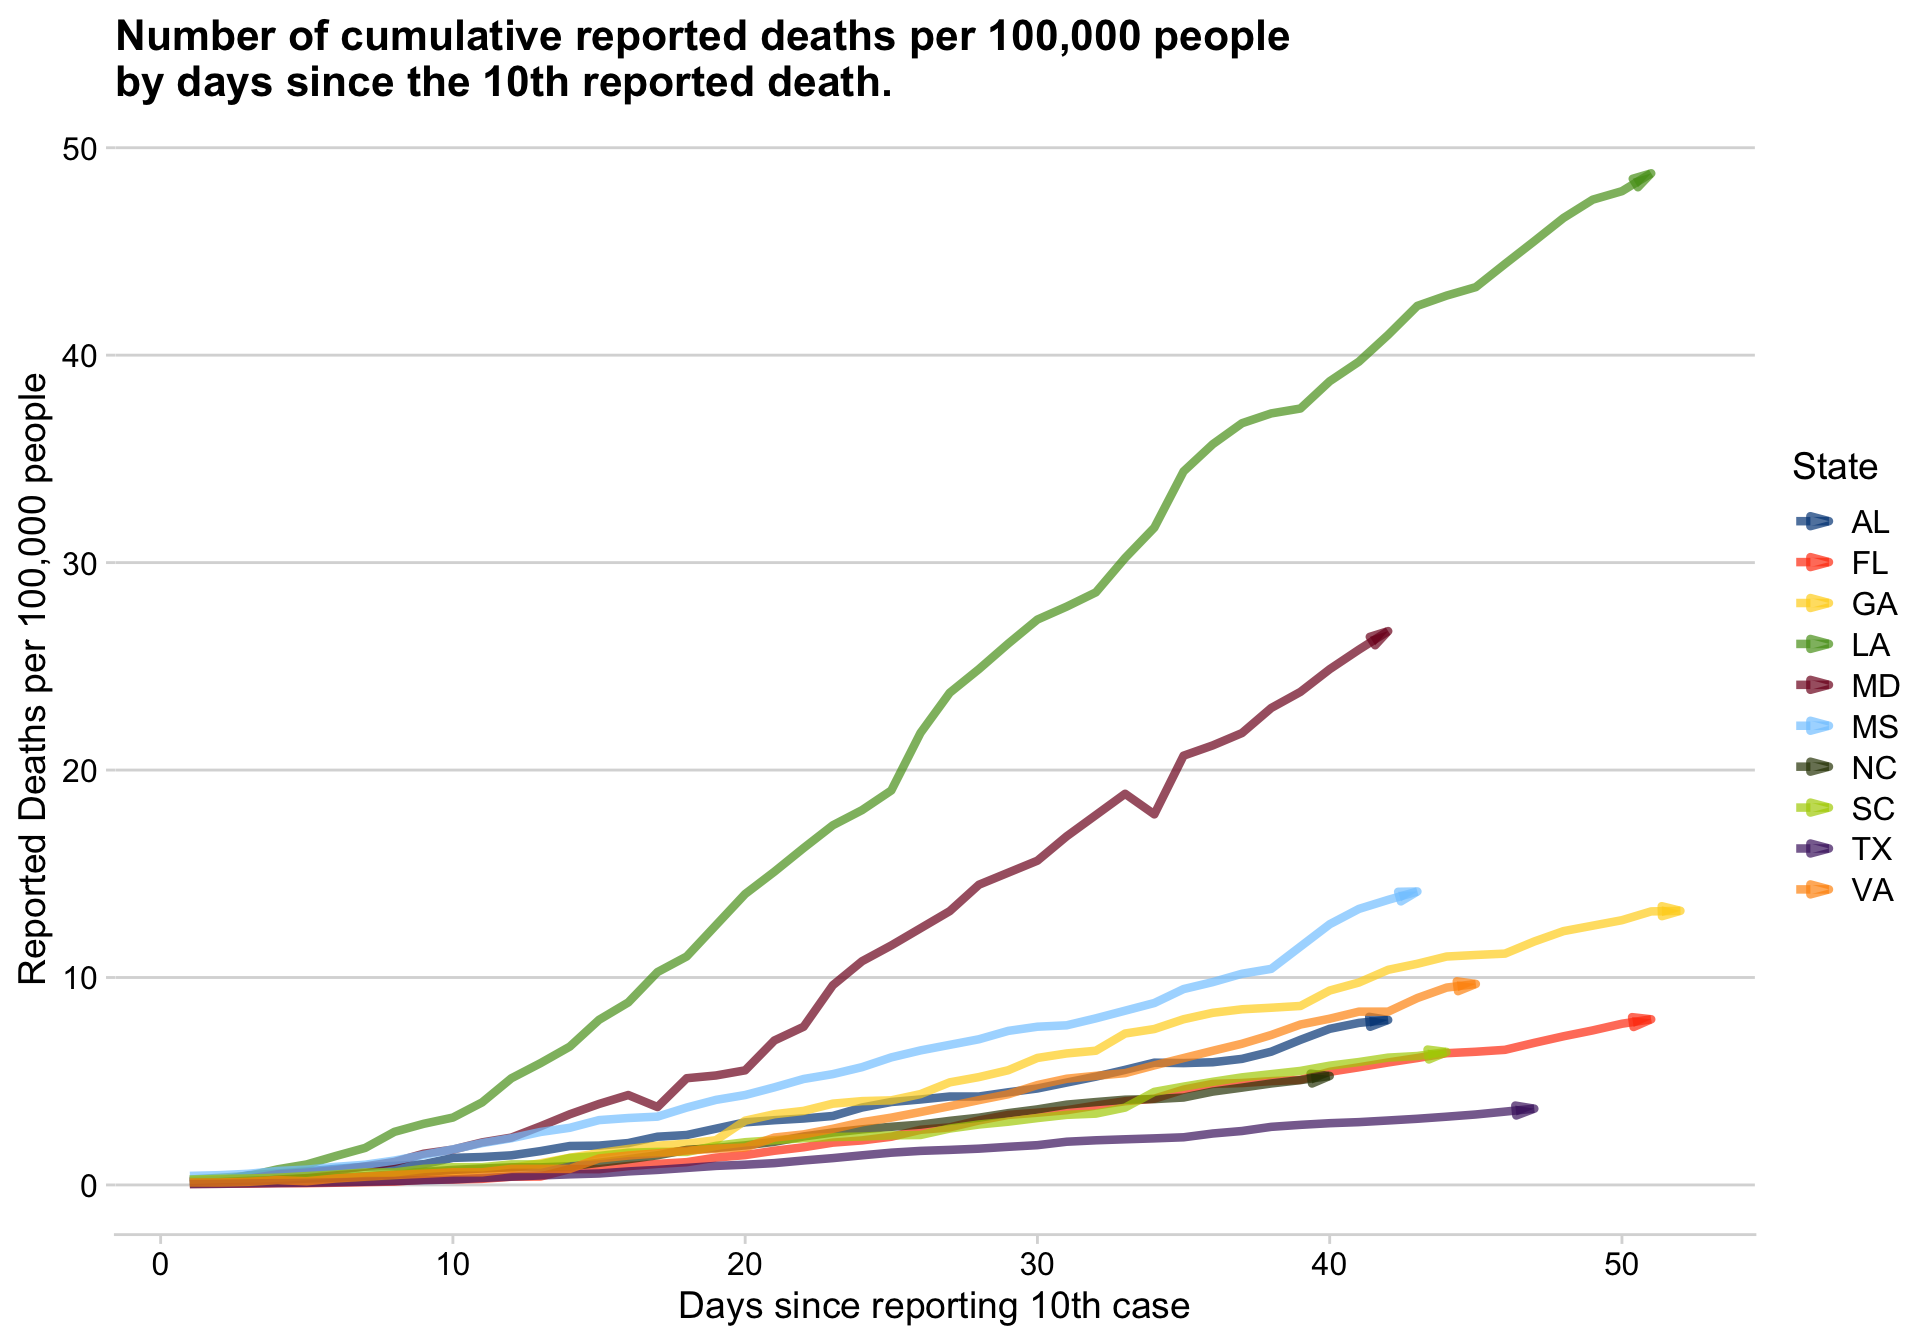 Number of cumulative reported deaths per 100,000 people
by days since the 10th reported death.
Reported Deaths per 100,000 people
50
40
30
20
10
0
0
10
20
30
40
50
Days since reporting 10th case
State
AL
FL
GA
LA
MD
MS
NC
SC
TX
VA